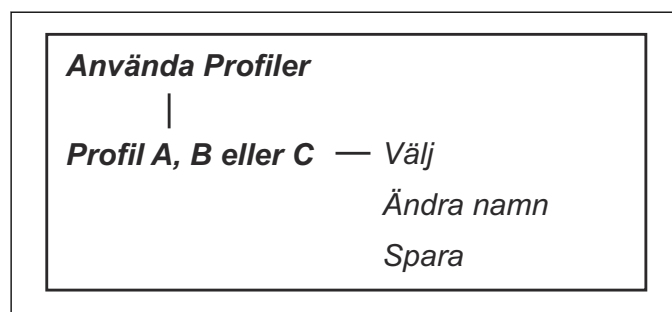 Använda Profiler
Profil A, B eller C — Välj
Ändra namn
Spara